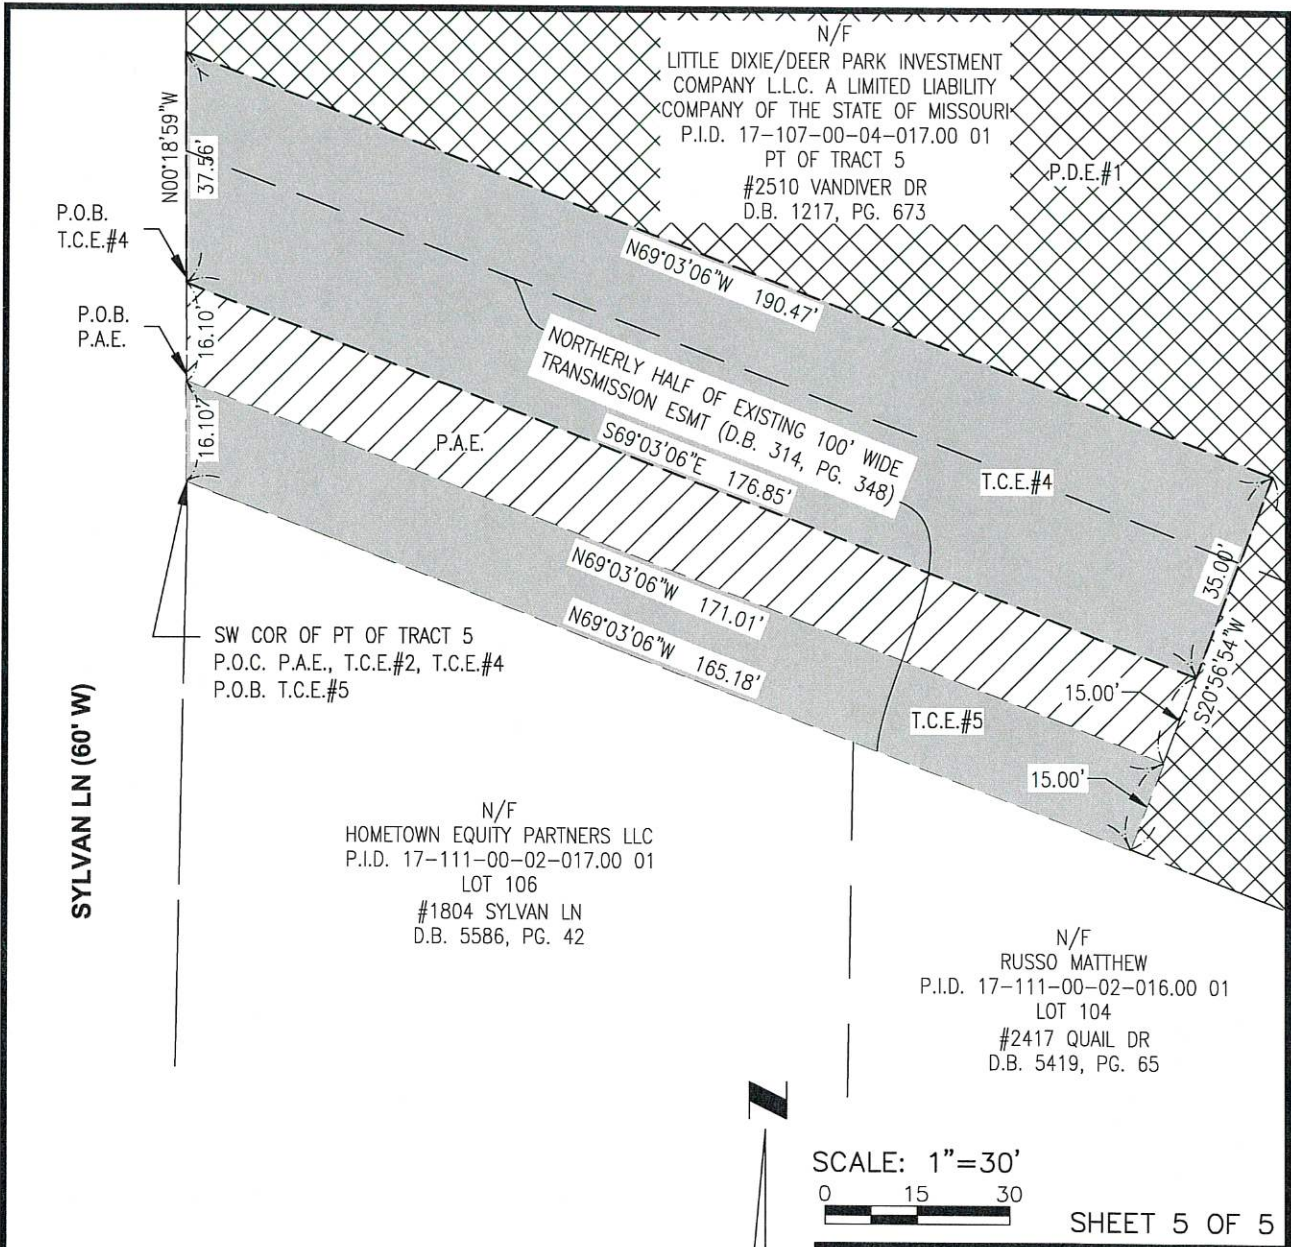 N/F
LITTLE DIXIE/DEER PARK INVESTMENT
COMPANY L.L.C. A LIMITED LIABILITY
COMPANY OF THE STATE OF MISSOURI
P.I.D. 17-107-00-04-017.00 01
PT OF TRACT 5
#2510 VANDIVER DR
D.B. 1217, PG. 673
P.D.E.#1
N00°18'59"W
37.56'
P.O.B.
T.C.E.#4
N69°03'06"W 190.47'
P.O.B.
P.A.E.
16.10'
16.10'
NORTHERLY HALF OF EXISTING 100' WIDE
TRANSMISSION ESMT (D.B. 314, PG. 348)
S69°03'06"E 176.85'
P.A.E.
T.C.E.#4
35.00'
N69°03'06"W 171.01'
N69°03'06"W 165.18'
S20°56'54"W
15.00'
15.00'
T.C.E.#5
SW COR OF PT OF TRACT 5
P.O.C. P.A.E., T.C.E.#2, T.C.E.#4
P.O.B. T.C.E.#5
SYLVAN LN (60' W)
N/F
HOMETOWN EQUITY PARTNERS LLC
P.I.D. 17-111-00-02-017.00 01
LOT 106
#1804 SYLVAN LN
D.B. 5586, PG. 42
N/F
RUSSO MATTHEW
P.I.D. 17-111-00-02-016.00 01
LOT 104
#2417 QUAIL DR
D.B. 5419, PG. 65
N
SCALE: 1"=30'
0 15 30
SHEET 5 OF 5